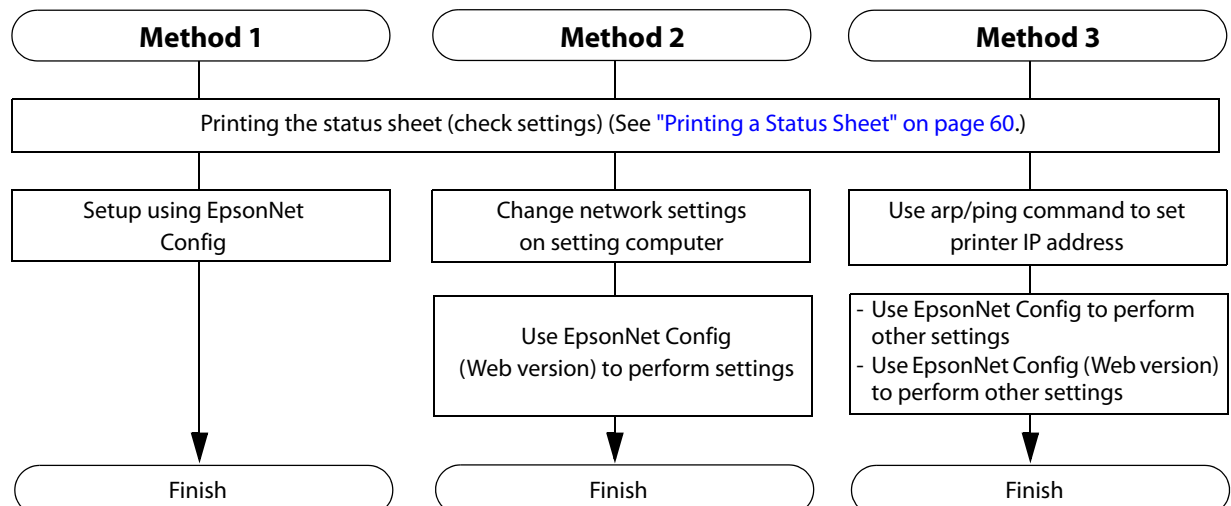 Method 1
Method 2
Method 3
Printing the status sheet (check settings) (See "Printing a Status Sheet" on page 60.)
Setup using EpsonNet
Config
Change network settings
on setting computer
Use arp/ping command to set
printer IP address
Use EpsonNet Config
(Web version) to perform settings
- Use EpsonNet Config to perform
other settings
- Use EpsonNet Config (Web version)
to perform other settings
Finish
Finish
Finish